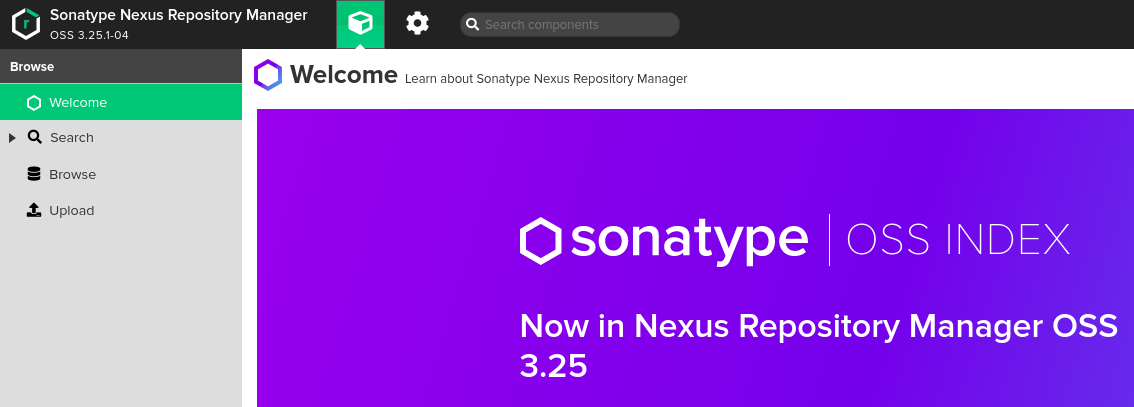 Sonatype Nexus Repository Manager
OSS 3.25.1-04
Search components
Browse
Welcome
Search
Browse
Upload
Welcome Learn about Sonatype Nexus Repository Manager
sonatype | OSS INDEX
Now in Nexus Repository Manager OSS
3.25